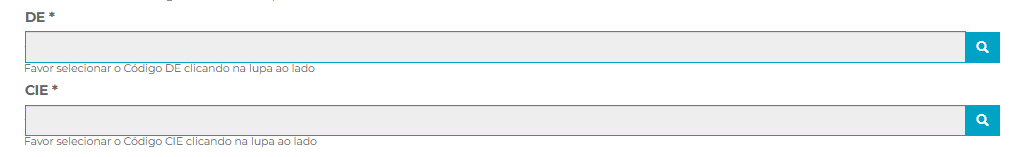 DE *
Favor selecionar o Código DE clicando na lupa ao lado
CIE *
Favor selecionar o Código CIE clicando na lupa ao lado